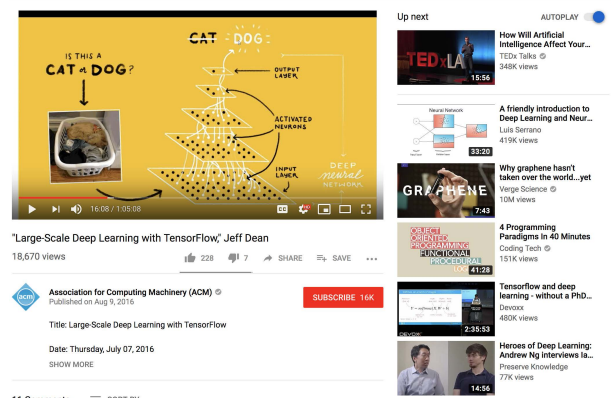 IS THIS A
CAT or DOG?
CAT DOG
OUTPUT
LAYER
ACTIVATED
NEURONS
INPUT
LAYER
DEEP
neural
NETWORK
16:08 / 1:05:08
CC
"Large-Scale Deep Learning with TensorFlow," Jeff Dean
18,670 views
228 7 SHARE SAVE
acm
Association for Computing Machinery (ACM)
Published on Aug 9, 2016
SUBSCRIBE 16K
Title: Large-Scale Deep Learning with TensorFlow
Date: Thursday, July 07, 2016
SHOW MORE
Up next
AUTOPLAY
TEDxLA
15:56
How Will Artificial
Intelligence Affect Your...
TEDx Talks
348K views
Neural Network
33:20
A friendly introduction to
Deep Learning and Neur...
Luis Serrano
419K views
GRAPHENE
7:43
Why graphene hasn't
taken over the world...yet
Verge Science
10M views
OBJECT
ORIENTED
PROGRAMMING
FUNCTIONAL
PROCEDURAL
41:28
4 Programming
Paradigms In 40 Minutes
Coding Tech
151K views
DEVOXX
2:35:53
Tensorflow and deep
learning - without a PhD...
Devoxx
480K views
14:56
Heroes of Deep Learning:
Andrew Ng interviews Ia...
Preserve Knowledge
77K views